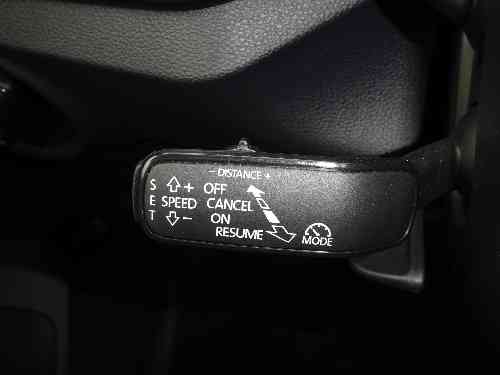 - DISTANCE +
S + OFF
E SPEED CANCEL
T - ON
RESUME
MODE